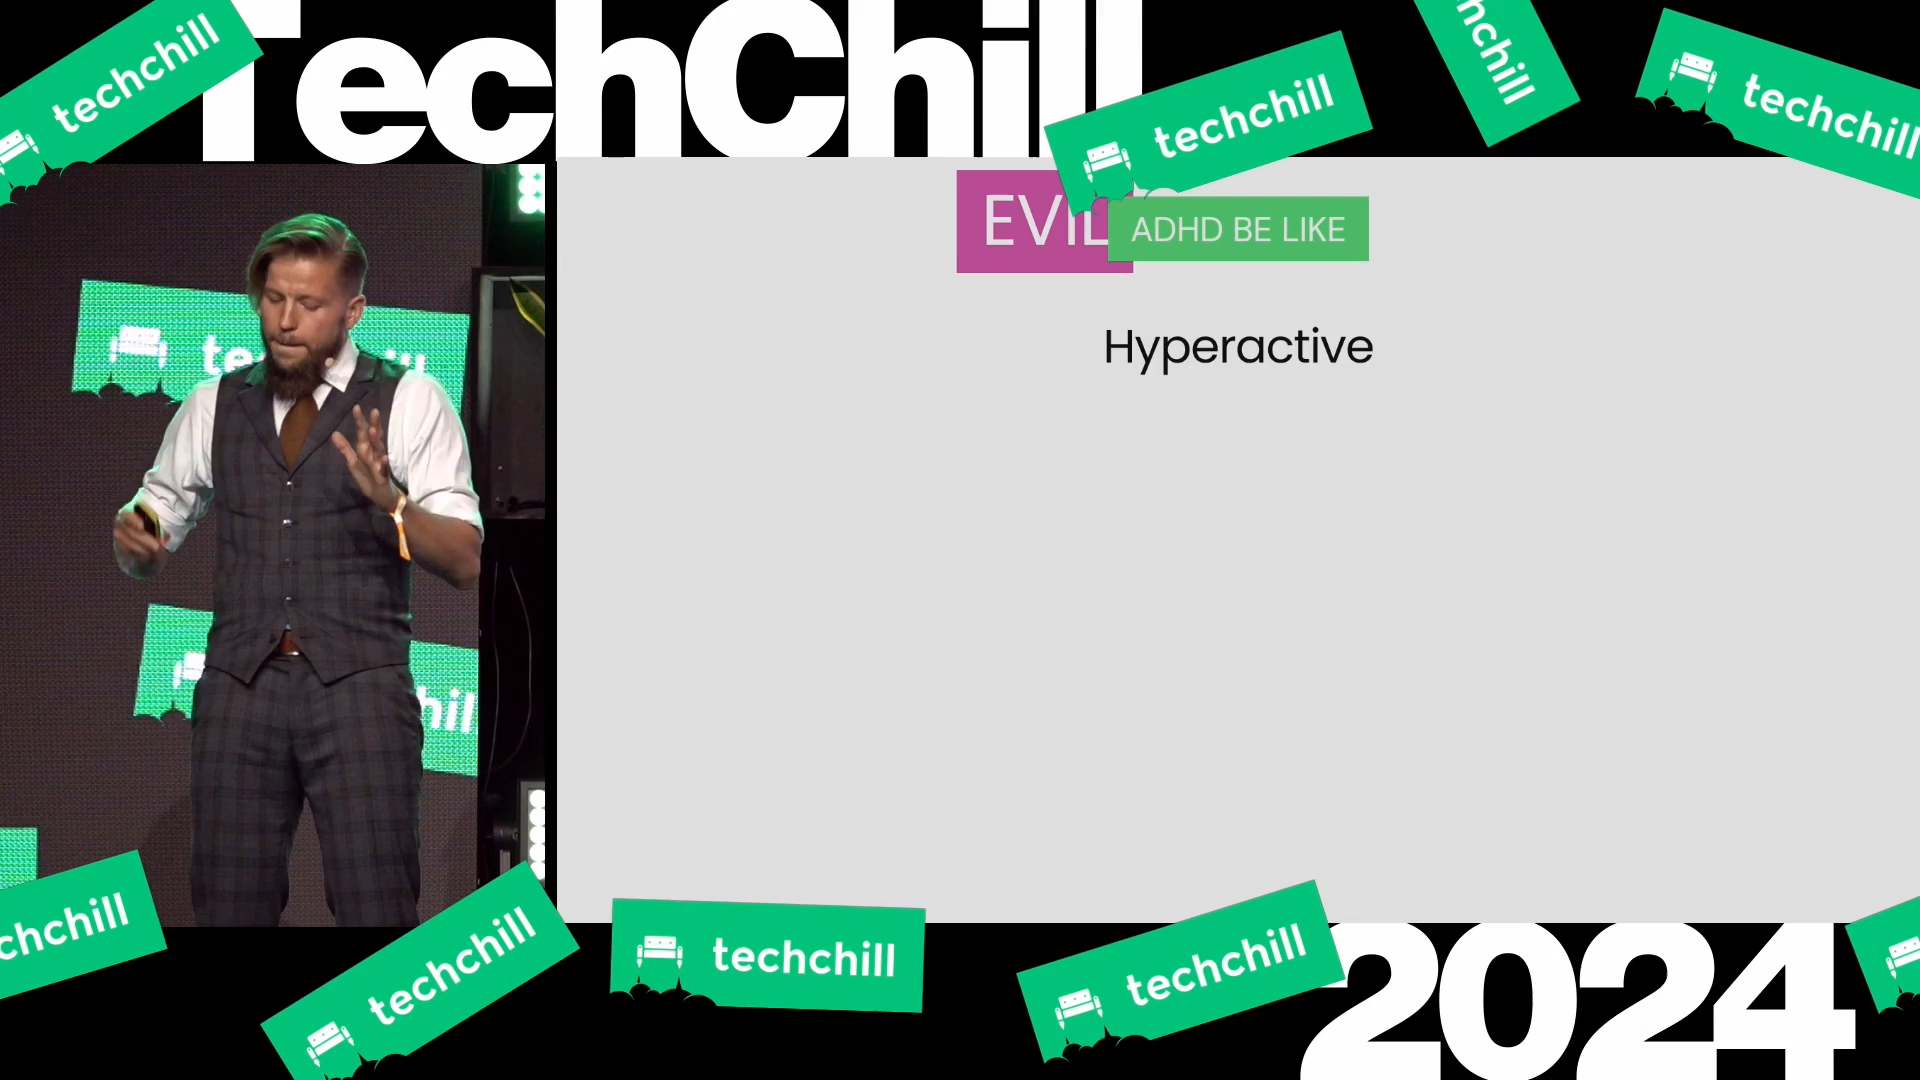 TechChill
techchill
techchill
chill
techchill
EVIL
ADHD BE LIKE
Hyperactive
chchill
techchill
techchill
techchill
2024